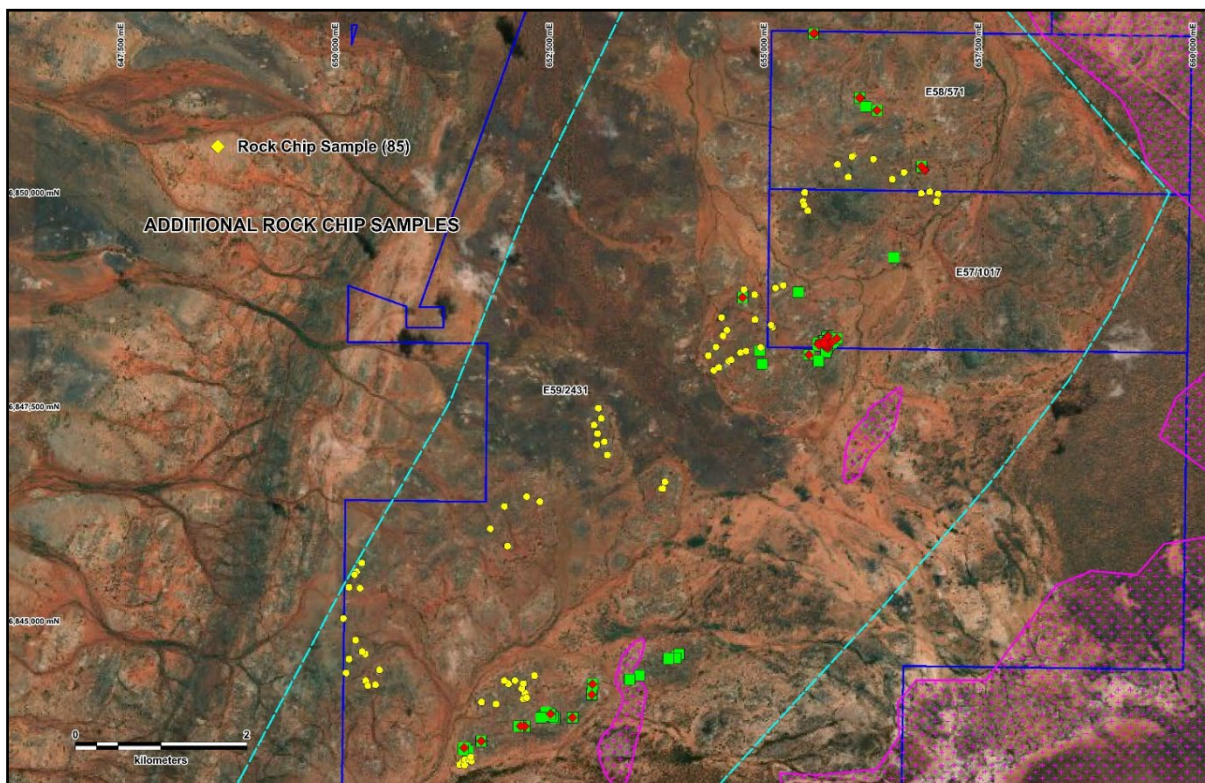 647,500 mE
650,000 mE
652,500 mE
655,000 mE
657,500 mE
660,000 mE
E58/571
Rock Chip Sample (85)
6,850,000 mN
ADDITIONAL ROCK CHIP SAMPLES
E57/1017
E59/2431
6,847,500 mN
6,845,000 mN
0 2
kilometers